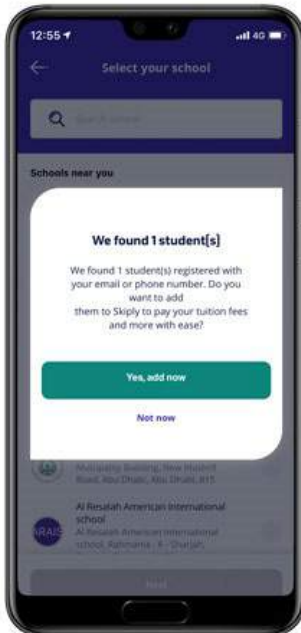 12:55
4G
Select your school
Schools near you
We found 1 student[s]
We found 1 student(s) registered with
your email or phone number. Do you
want to add
them to Skiply to pay your tuition fees
and more with ease?
Yes, add now
Not now
Road, Abu Dhabi, Abu Dhabi, 815
Al Resalah American International
school
Al Resalah American International
school, Rahmania - 4 - Sharjah,
Next